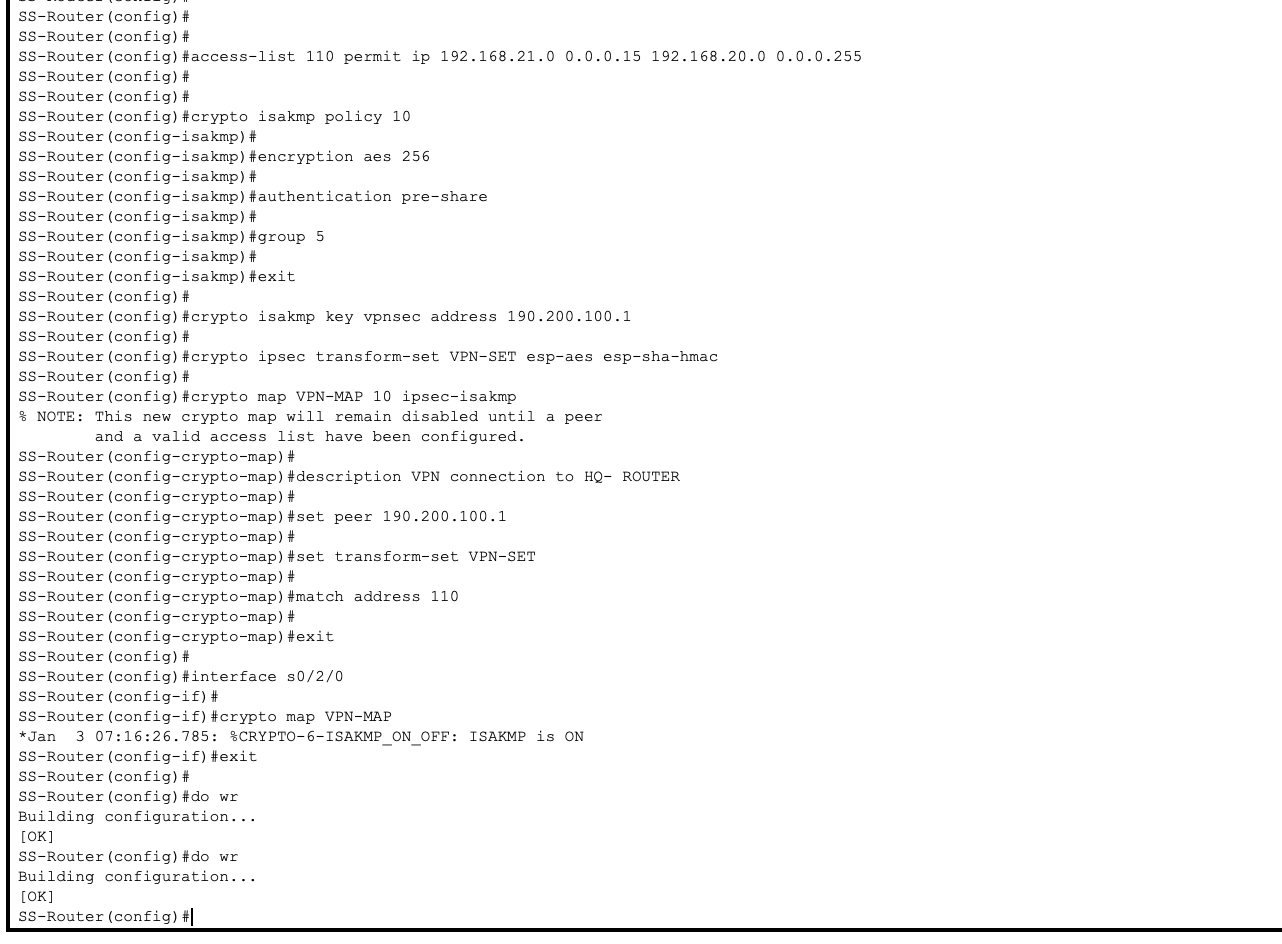 SS-Router(config)#
SS-Router(config)#
SS-Router(config)#access-list 110 permit ip 192.168.21.0 0.0.0.15 192.168.20.0 0.0.0.255
SS-Router(config)#
SS-Router(config)#
SS-Router(config)#crypto isakmp policy 10
SS-Router(config-isakmp)#
SS-Router(config-isakmp)#encryption aes 256
SS-Router(config-isakmp)#
SS-Router(config-isakmp)#authentication pre-share
SS-Router(config-isakmp)#
SS-Router(config-isakmp)#group 5
SS-Router(config-isakmp)#
SS-Router(config-isakmp)#exit
SS-Router(config)#
SS-Router(config)#crypto isakmp key vpnsec address 190.200.100.1
SS-Router(config)#
SS-Router(config)#crypto ipsec transform-set VPN-SET esp-aes esp-sha-hmac
SS-Router(config)#
SS-Router(config)#crypto map VPN-MAP 10 ipsec-isakmp
% NOTE: This new crypto map will remain disabled until a peer
        and a valid access list have been configured.
SS-Router(config-crypto-map)#
SS-Router(config-crypto-map)#description VPN connection to HQ- ROUTER
SS-Router(config-crypto-map)#
SS-Router(config-crypto-map)#set peer 190.200.100.1
SS-Router(config-crypto-map)#
SS-Router(config-crypto-map)#set transform-set VPN-SET
SS-Router(config-crypto-map)#
SS-Router(config-crypto-map)#match address 110
SS-Router(config-crypto-map)#
SS-Router(config-crypto-map)#exit
SS-Router(config)#
SS-Router(config)#interface s0/2/0
SS-Router(config-if)#
SS-Router(config-if)#crypto map VPN-MAP
*Jan  3 07:16:26.785: %CRYPTO-6-ISAKMP_ON_OFF: ISAKMP is ON
SS-Router(config-if)#exit
SS-Router(config)#
SS-Router(config)#do wr
Building configuration...
[OK]
SS-Router(config)#do wr
Building configuration...
[OK]
SS-Router(config)#